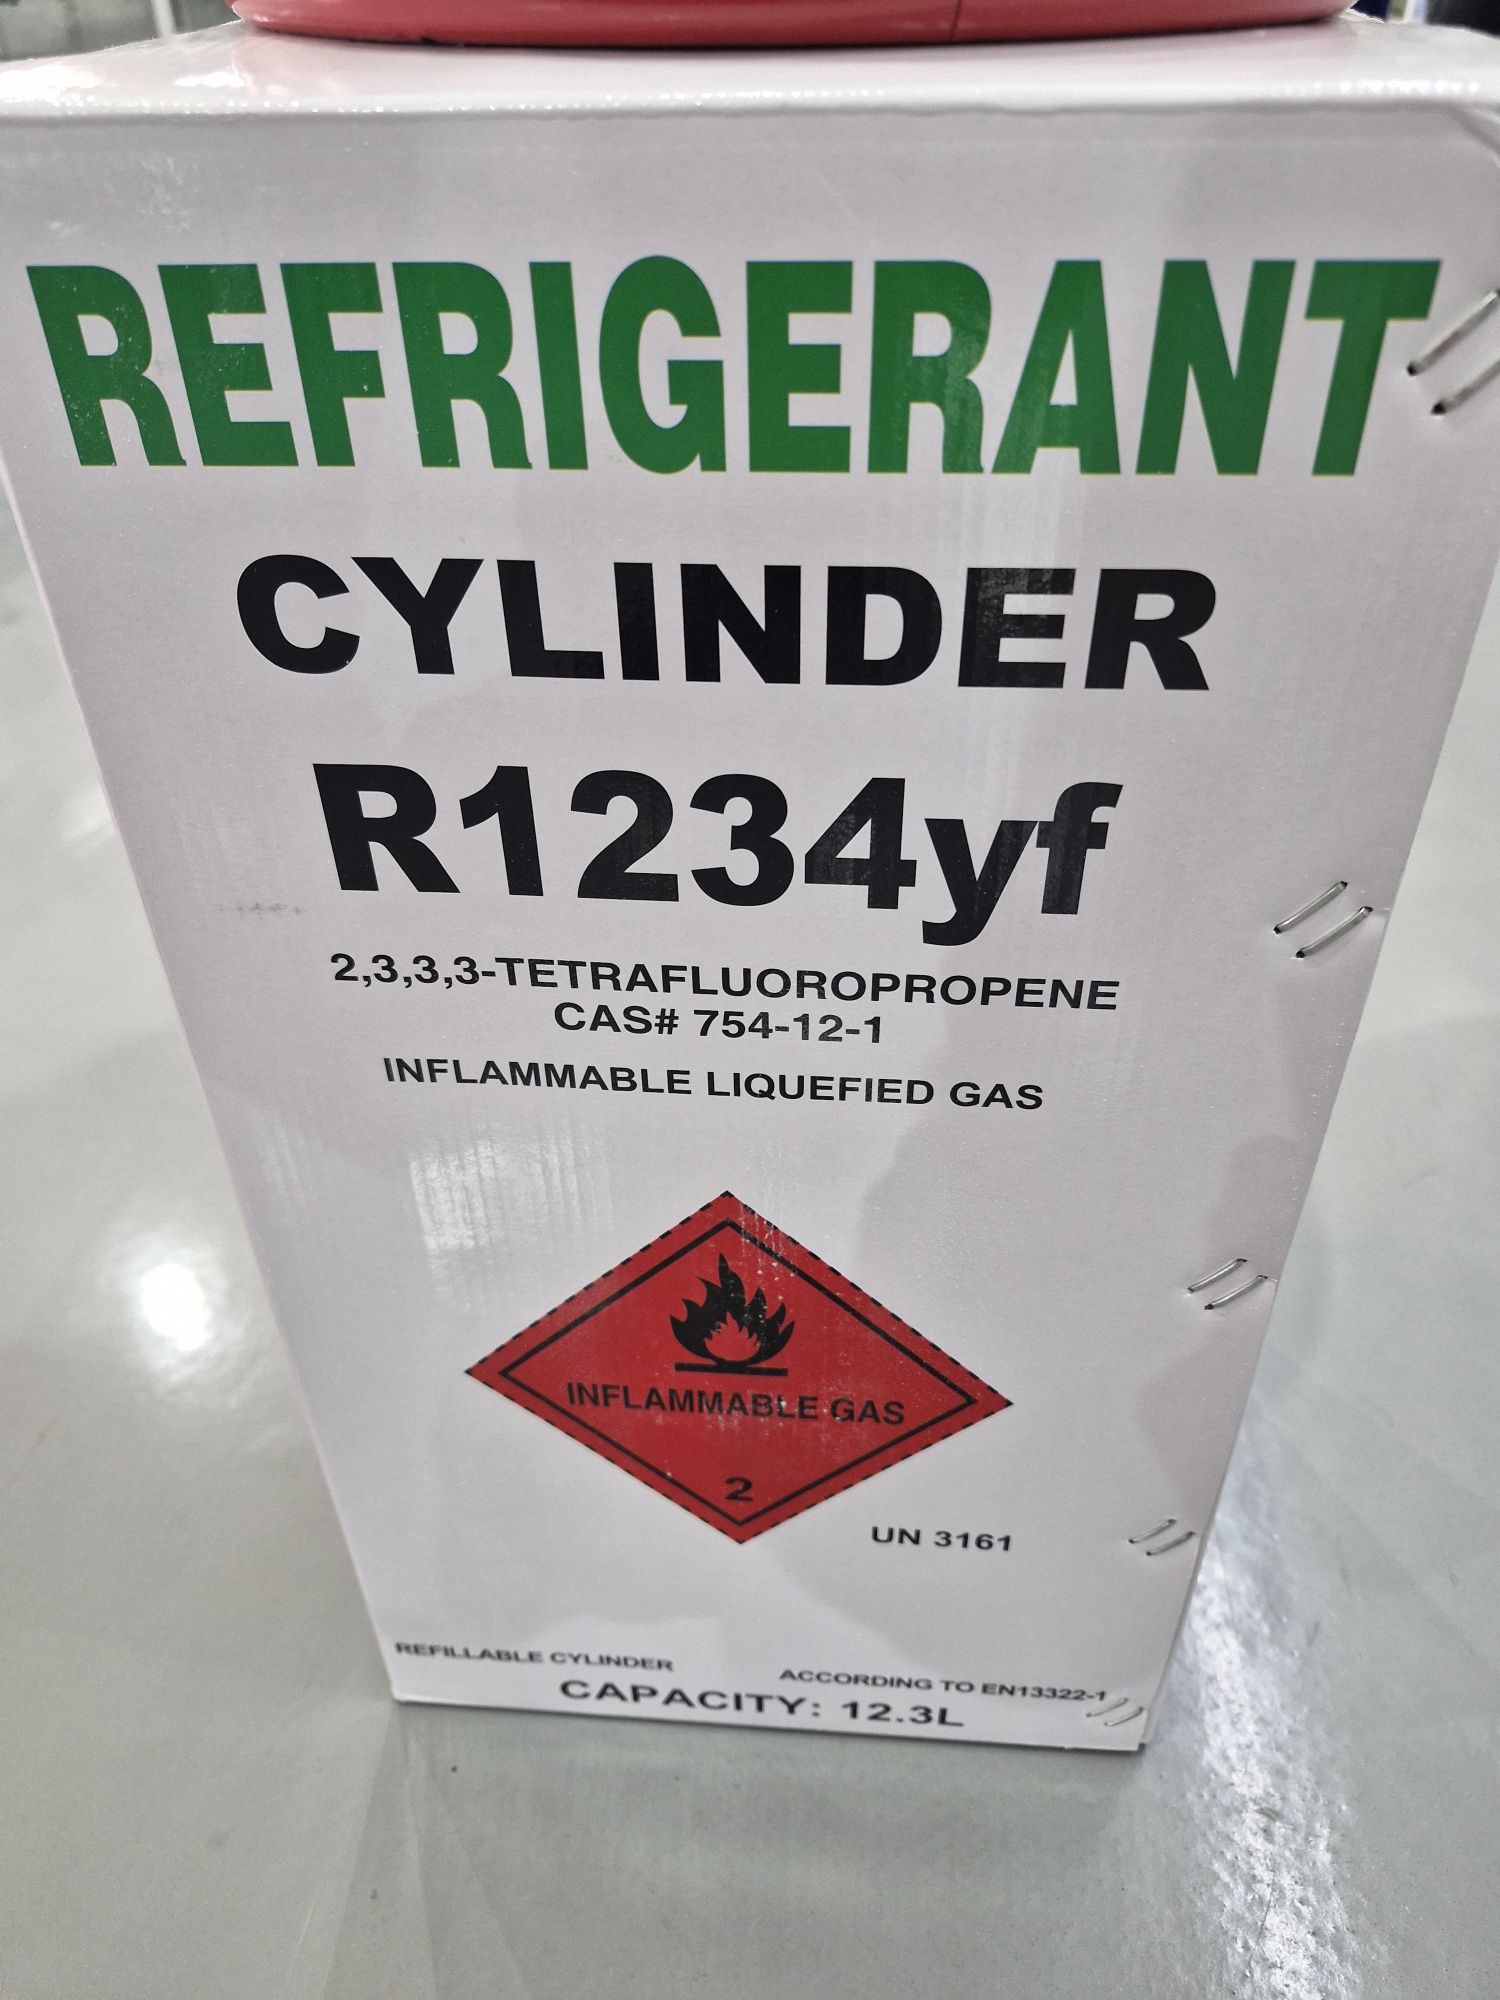 REFRIGERANT
CYLINDER
R1234yf
2,3,3,3-TETRAFLUOROPROPENE
CAS# 754-12-1
INFLAMMABLE LIQUEFIED GAS
INFLAMMABLE GAS
2
UN 3161
REFILLABLE CYLINDER
ACCORDING TO EN13322-1
CAPACITY: 12.3L